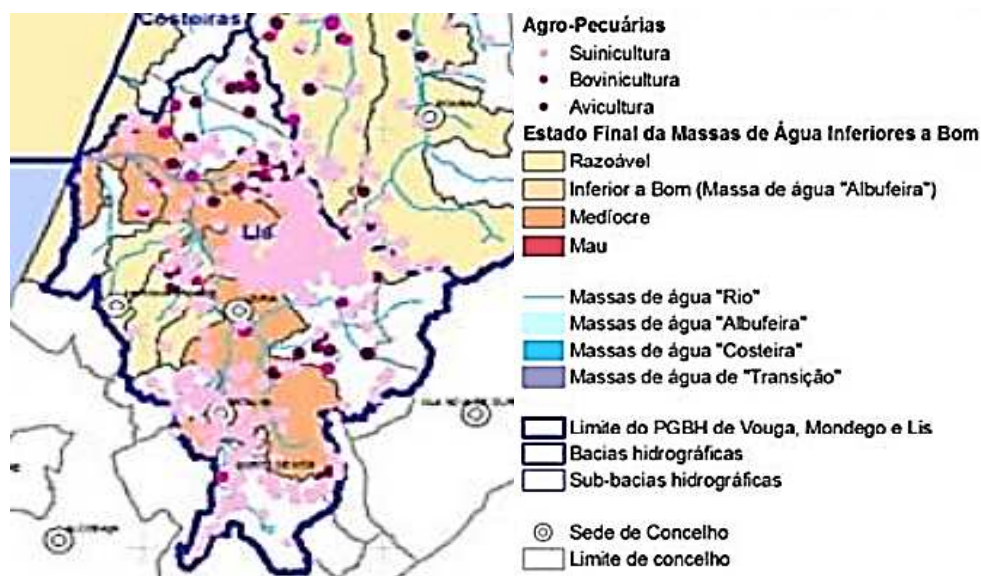 Costeiras
Lis
Agro-Pecuárias
Suinicultura
Bovinicultura
Avicultura
Estado Final da Massas de Água Inferiores a Bom
Razoável
Inferior a Bom (Massa de água "Albufeira")
Medíocre
Mau
Massas de água "Rio"
Massas de água "Albufeira"
Massas de água "Costeira"
Massas de água de "Transição"
Limite do PGBH de Vouga, Mondego e Lis
Bacias hidrográficas
Sub-bacias hidrográficas
Sede de Concelho
Limite de concelho